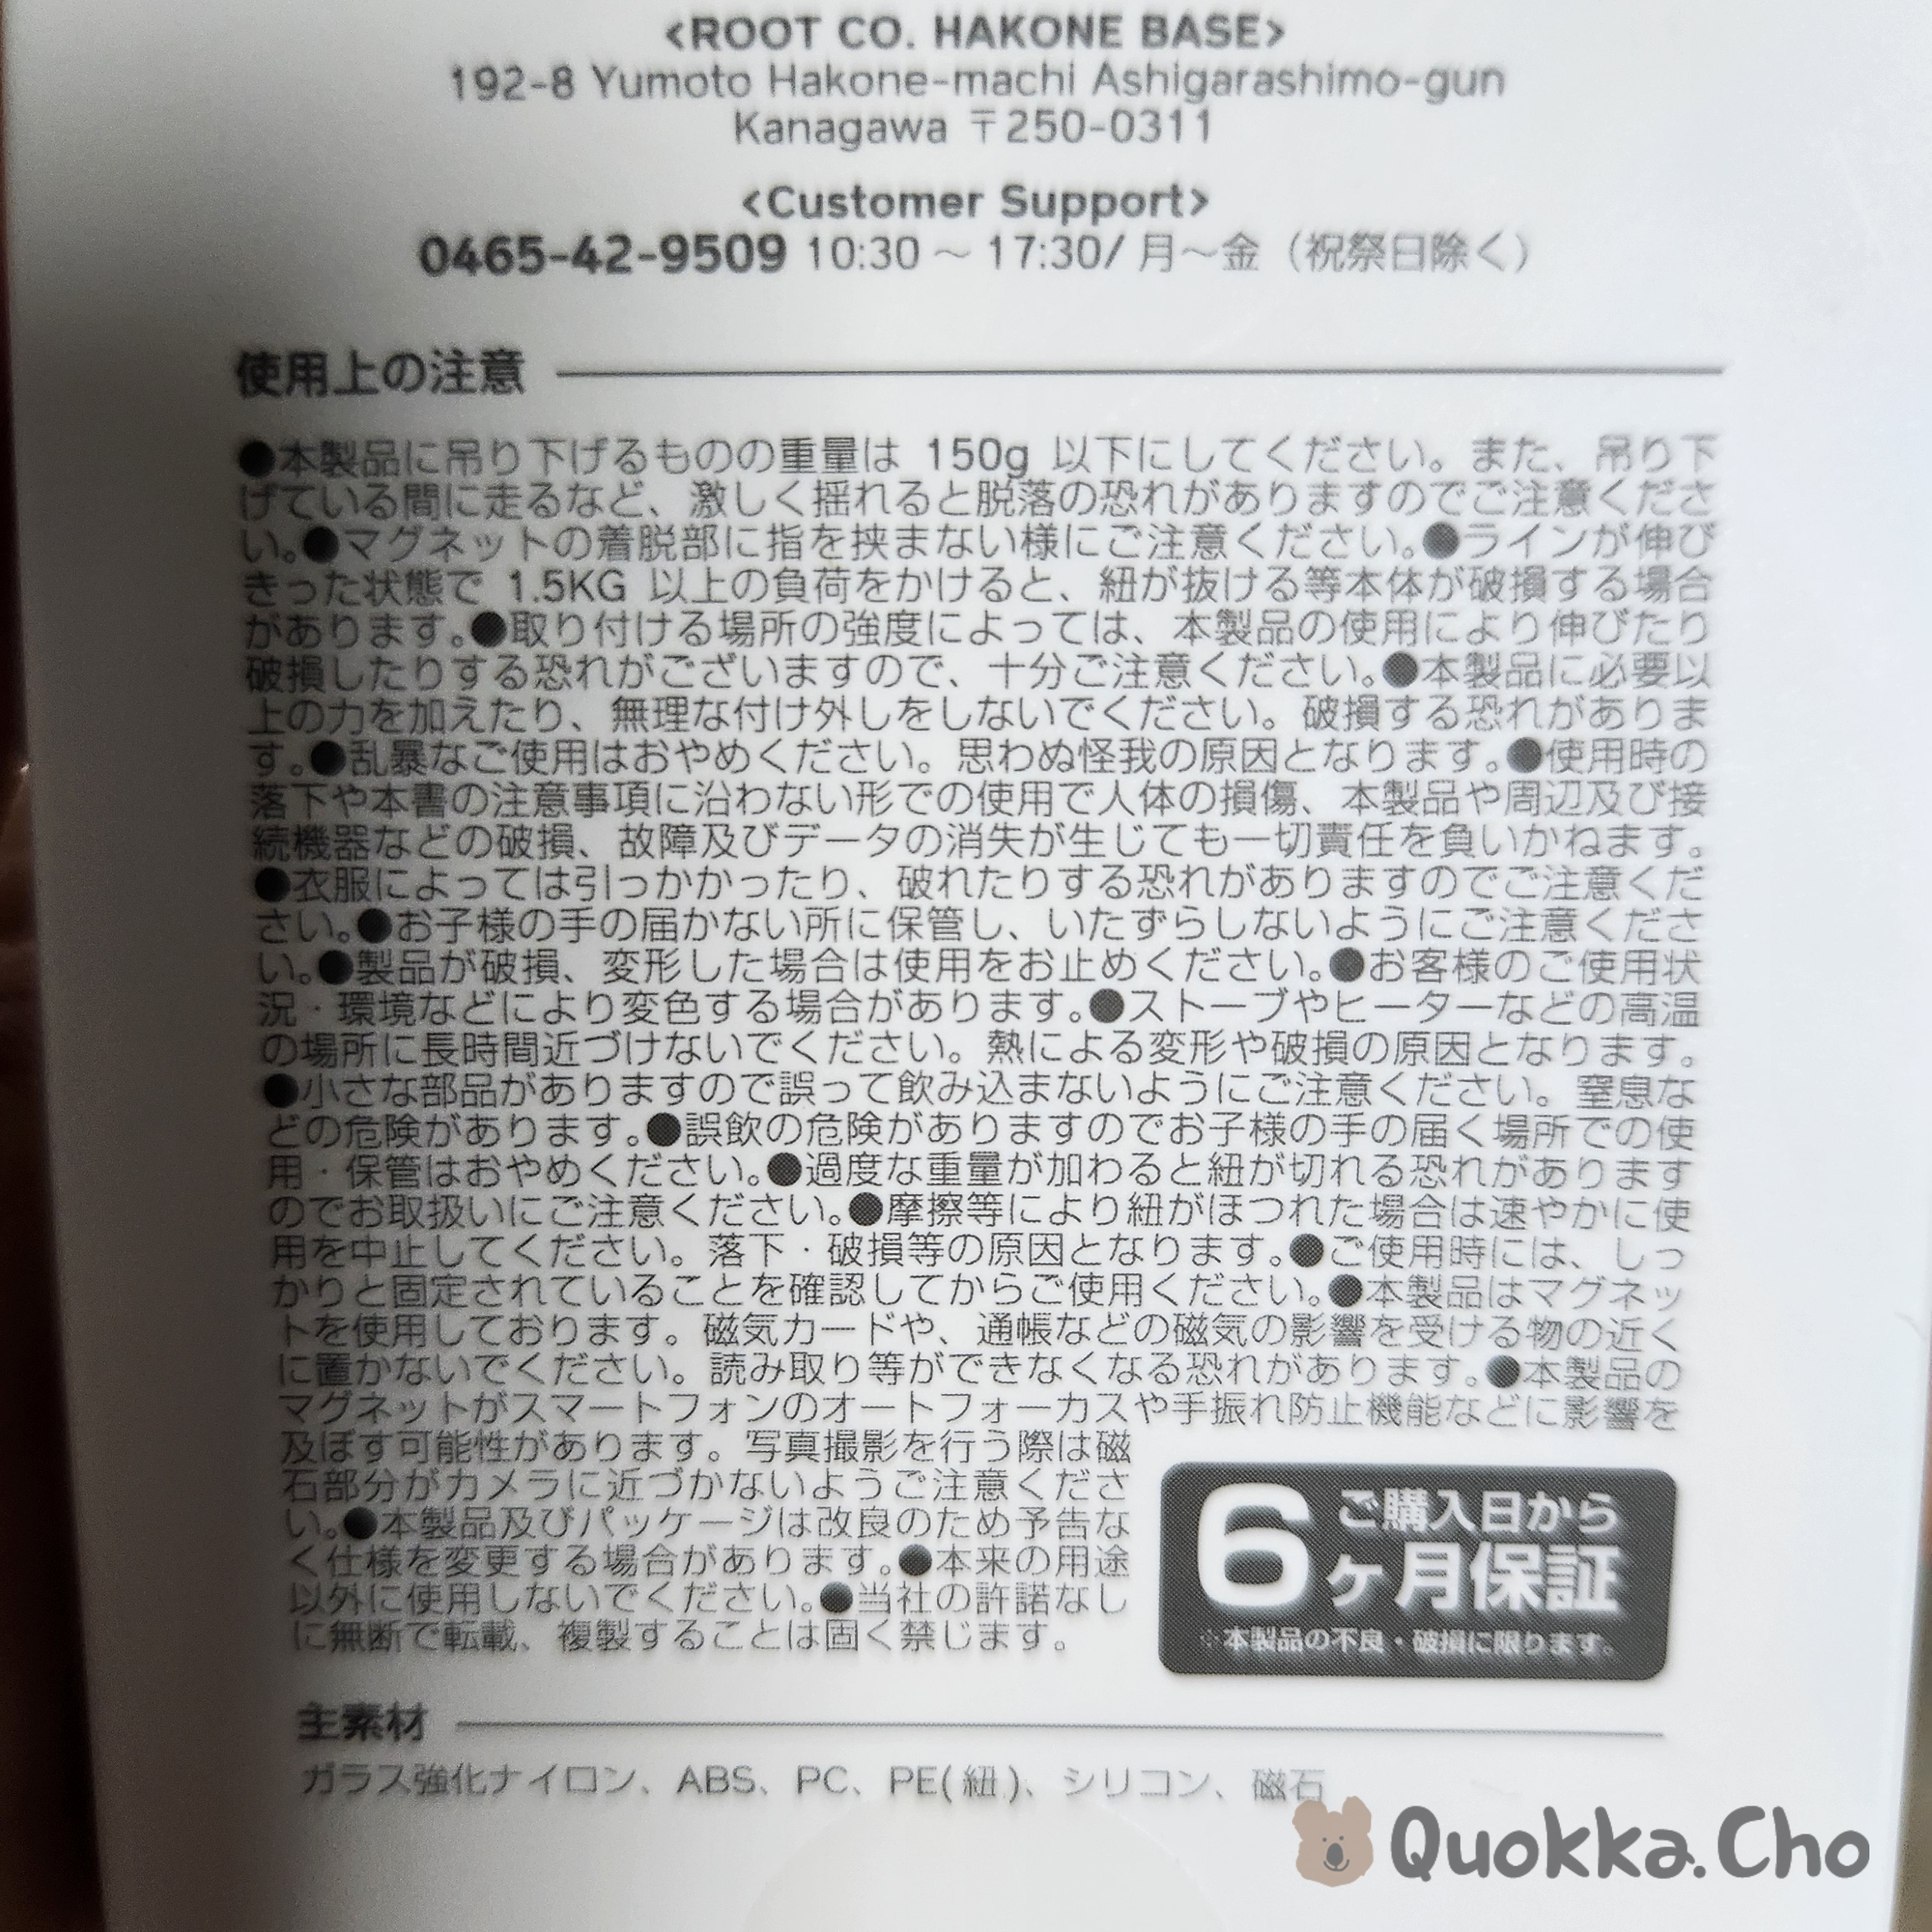 <ROOT CO. HAKONE BASE>
192-8 Yumoto Hakone-machi Ashigarashimo-gun
Kanagawa 〒250-0311
<Customer Support>
0465-42-9509 10:30 〜 17:30/ 月〜金（祝祭日除く）
使用上の注意
●本製品に吊り下げるものの重量は 150g 以下にしてください。また、吊り下
げている間に走るなど、激しく揺れると脱落の恐れがありますのでご注意くださ
い。●マグネットの着脱部に指を挟まない様にご注意ください。●ラインが伸び
きった状態で 1.5KG 以上の負荷をかけると、紐が抜ける等本体が破損する場合
があります。●取り付ける場所の強度によっては、本製品の使用により伸びたり
破損したりする恐れがございますので、十分ご注意ください。●本製品に必要以
上の力を加えたり、無理な付け外しをしないでください。破損する恐れがありま
す。●乱暴なご使用はおやめください。思わぬ怪我の原因となります。●使用時の
落下や本書の注意事項に沿わない形での使用で人体の損傷、本製品や周辺及び接
続機器などの破損、故障及びデータの消失が生じても一切責任を負いかねます。
●衣服によっては引っかかったり、破れたりする恐れがありますのでご注意くだ
さい。●お子様の手の届かない所に保管し、いたずらしないようにご注意くださ
い。●製品が破損、変形した場合は使用をお止めください。●お客様のご使用状
況・環境などにより変色する場合があります。●ストーブやヒーターなどの高温
の場所に長時間近づけないでください。熱による変形や破損の原因となります。
●小さな部品がありますので誤って飲み込まないようにご注意ください。窒息な
どの危険があります。●誤飲の危険がありますのでお子様の手の届く場所での使
用・保管はおやめください。●過度な重量が加わると紐が切れる恐れがあります
のでお取扱いにご注意ください。●摩擦等により紐がほつれた場合は速やかに使
用を中止してください。落下・破損等の原因となります。●ご使用時には、しっ
かりと固定されていることを確認してからご使用ください。●本製品はマグネッ
トを使用しております。磁気カードや、通帳などの磁気の影響を受ける物の近く
に置かないでください。読み取り等ができなくなる恐れがあります。●本製品の
マグネットがスマートフォンのオートフォーカスや手振れ防止機能などに影響を
及ぼす可能性があります。写真撮影を行う際は磁
石部分がカメラに近づかないようご注意くださ
い。●本製品及びパッケージは改良のため予告な
く仕様を変更する場合があります。●本来の用途
以外に使用しないでください。●当社の許諾なし
に無断で転載、複製することは固く禁じます。
6
ご購入日から
ヶ月保証
※本製品の不良・破損に限ります。
主素材
ガラス強化ナイロン、ABS、PC、PE(紐)、シリコン、磁石
Quokka.Cho